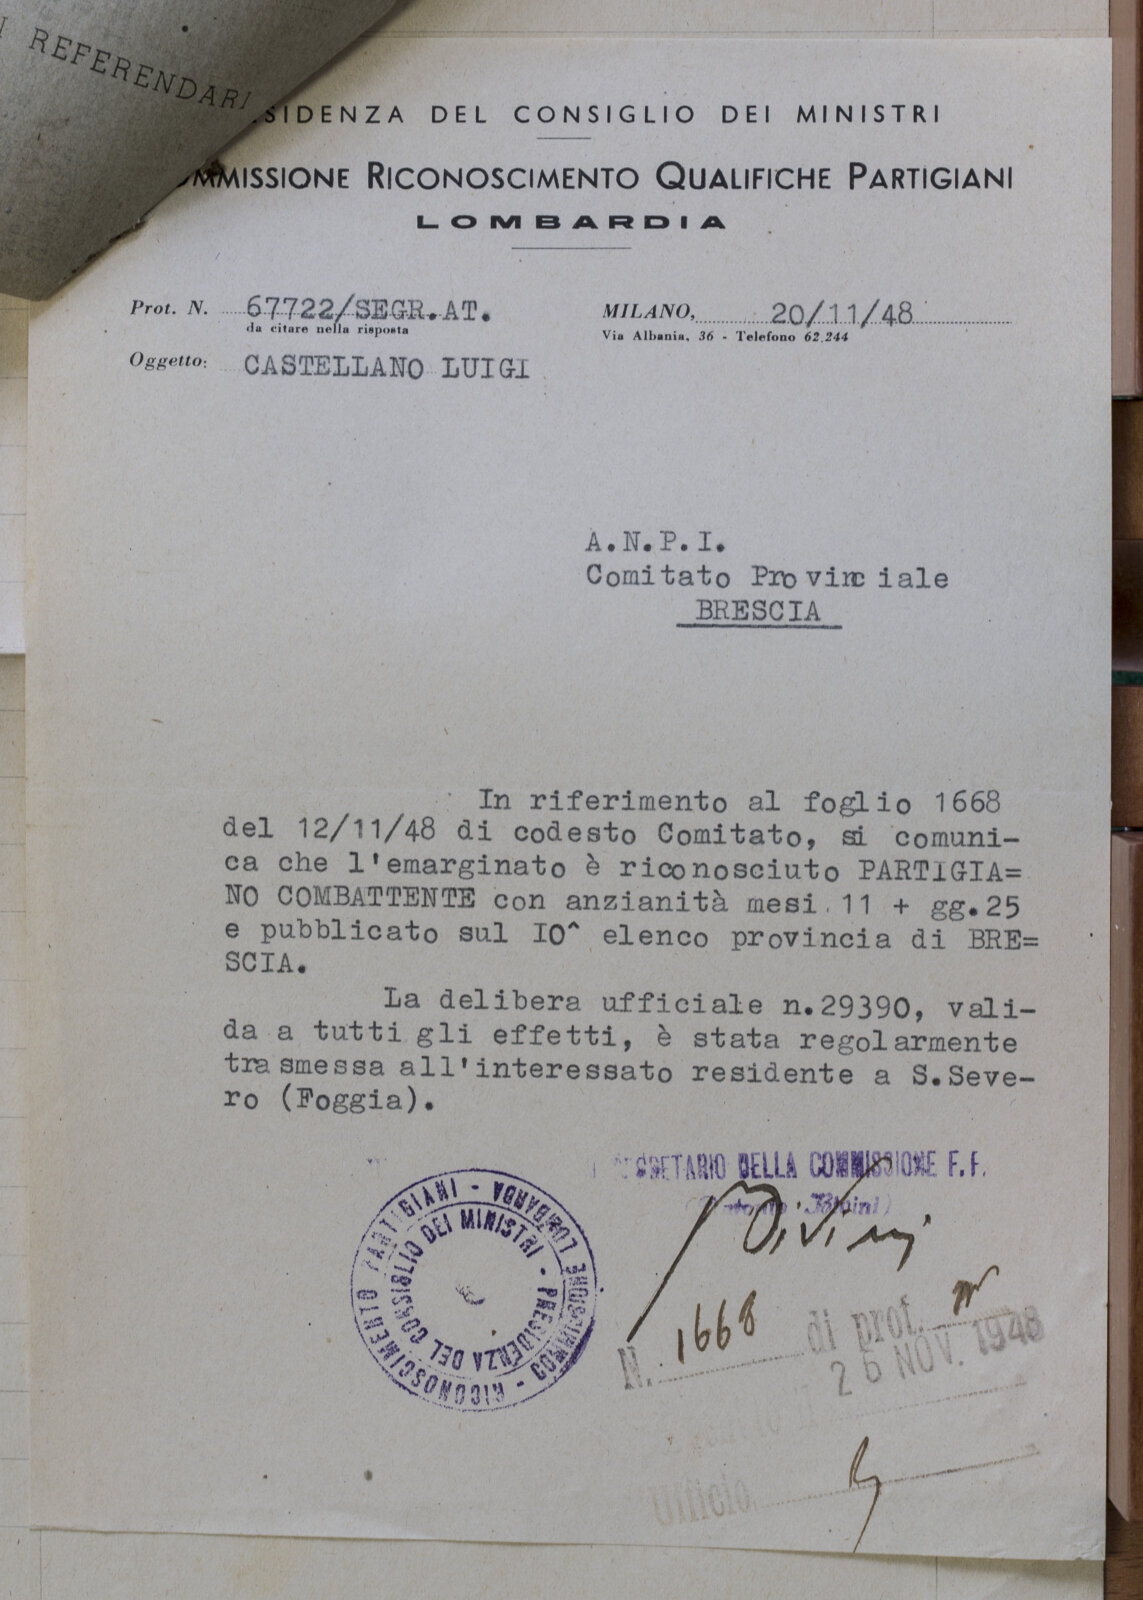 REFERENDARI
SIDENZA DEL CONSIGLIO DEI MINISTRI
MMISSIONE RICONOSCIMENTO QUALIFICHE PARTIGIANI
LOMBARDIA
Prot. N. 67722/SEGR.AT.
da citare nella risposta
MILANO, 20/11/48
Via Albania, 36 - Telefono 62.244
Oggetto: CASTELLANO LUIGI
A.N.P.I.
Comitato Provinciale
BRESCIA
In riferimento al foglio 1668
del 12/11/48 di codesto Comitato, si comuni-
ca che l'emarginato è riconosciuto PARTIGIA=
NO COMBATTENTE con anzianità mesi 11 + gg.25
e pubblicato sul IO^ elenco provincia di BRE=
SCIA.
La delibera ufficiale n.29390, vali-
da a tutti gli effetti, è stata regolarmente
trasmessa all'interessato residente a S.Seve-
ro (Foggia).
SEGRETARIO DELLA COMMISSIONE F.F.
COMMISSIONE LOMBARDA - RICONOSCIMENTO PARTIGIANI -
PRESIDENZA DEL CONSIGLIO DEI MINISTRI -
N. 1668 di prot.
26 NOV. 1948
Ufficio